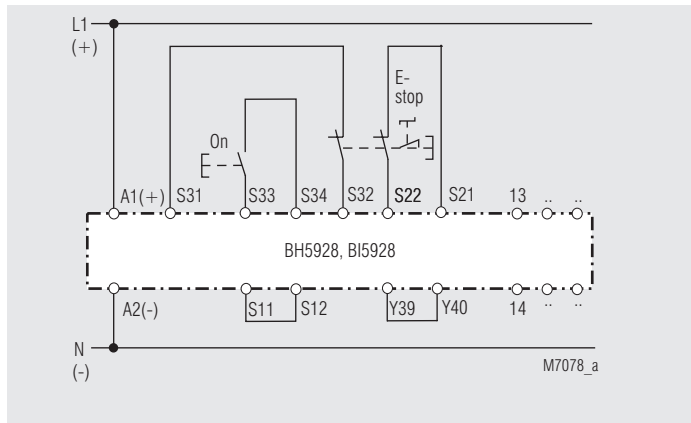 L1
(+)
E-
stop
On
A1(+) S31 S33 S34 S32 S22 S21 13 .. ..
BH5928, BI5928
A2(-) S11 S12 Y39 Y40 14 .. ..
N
(-)
M7078_a